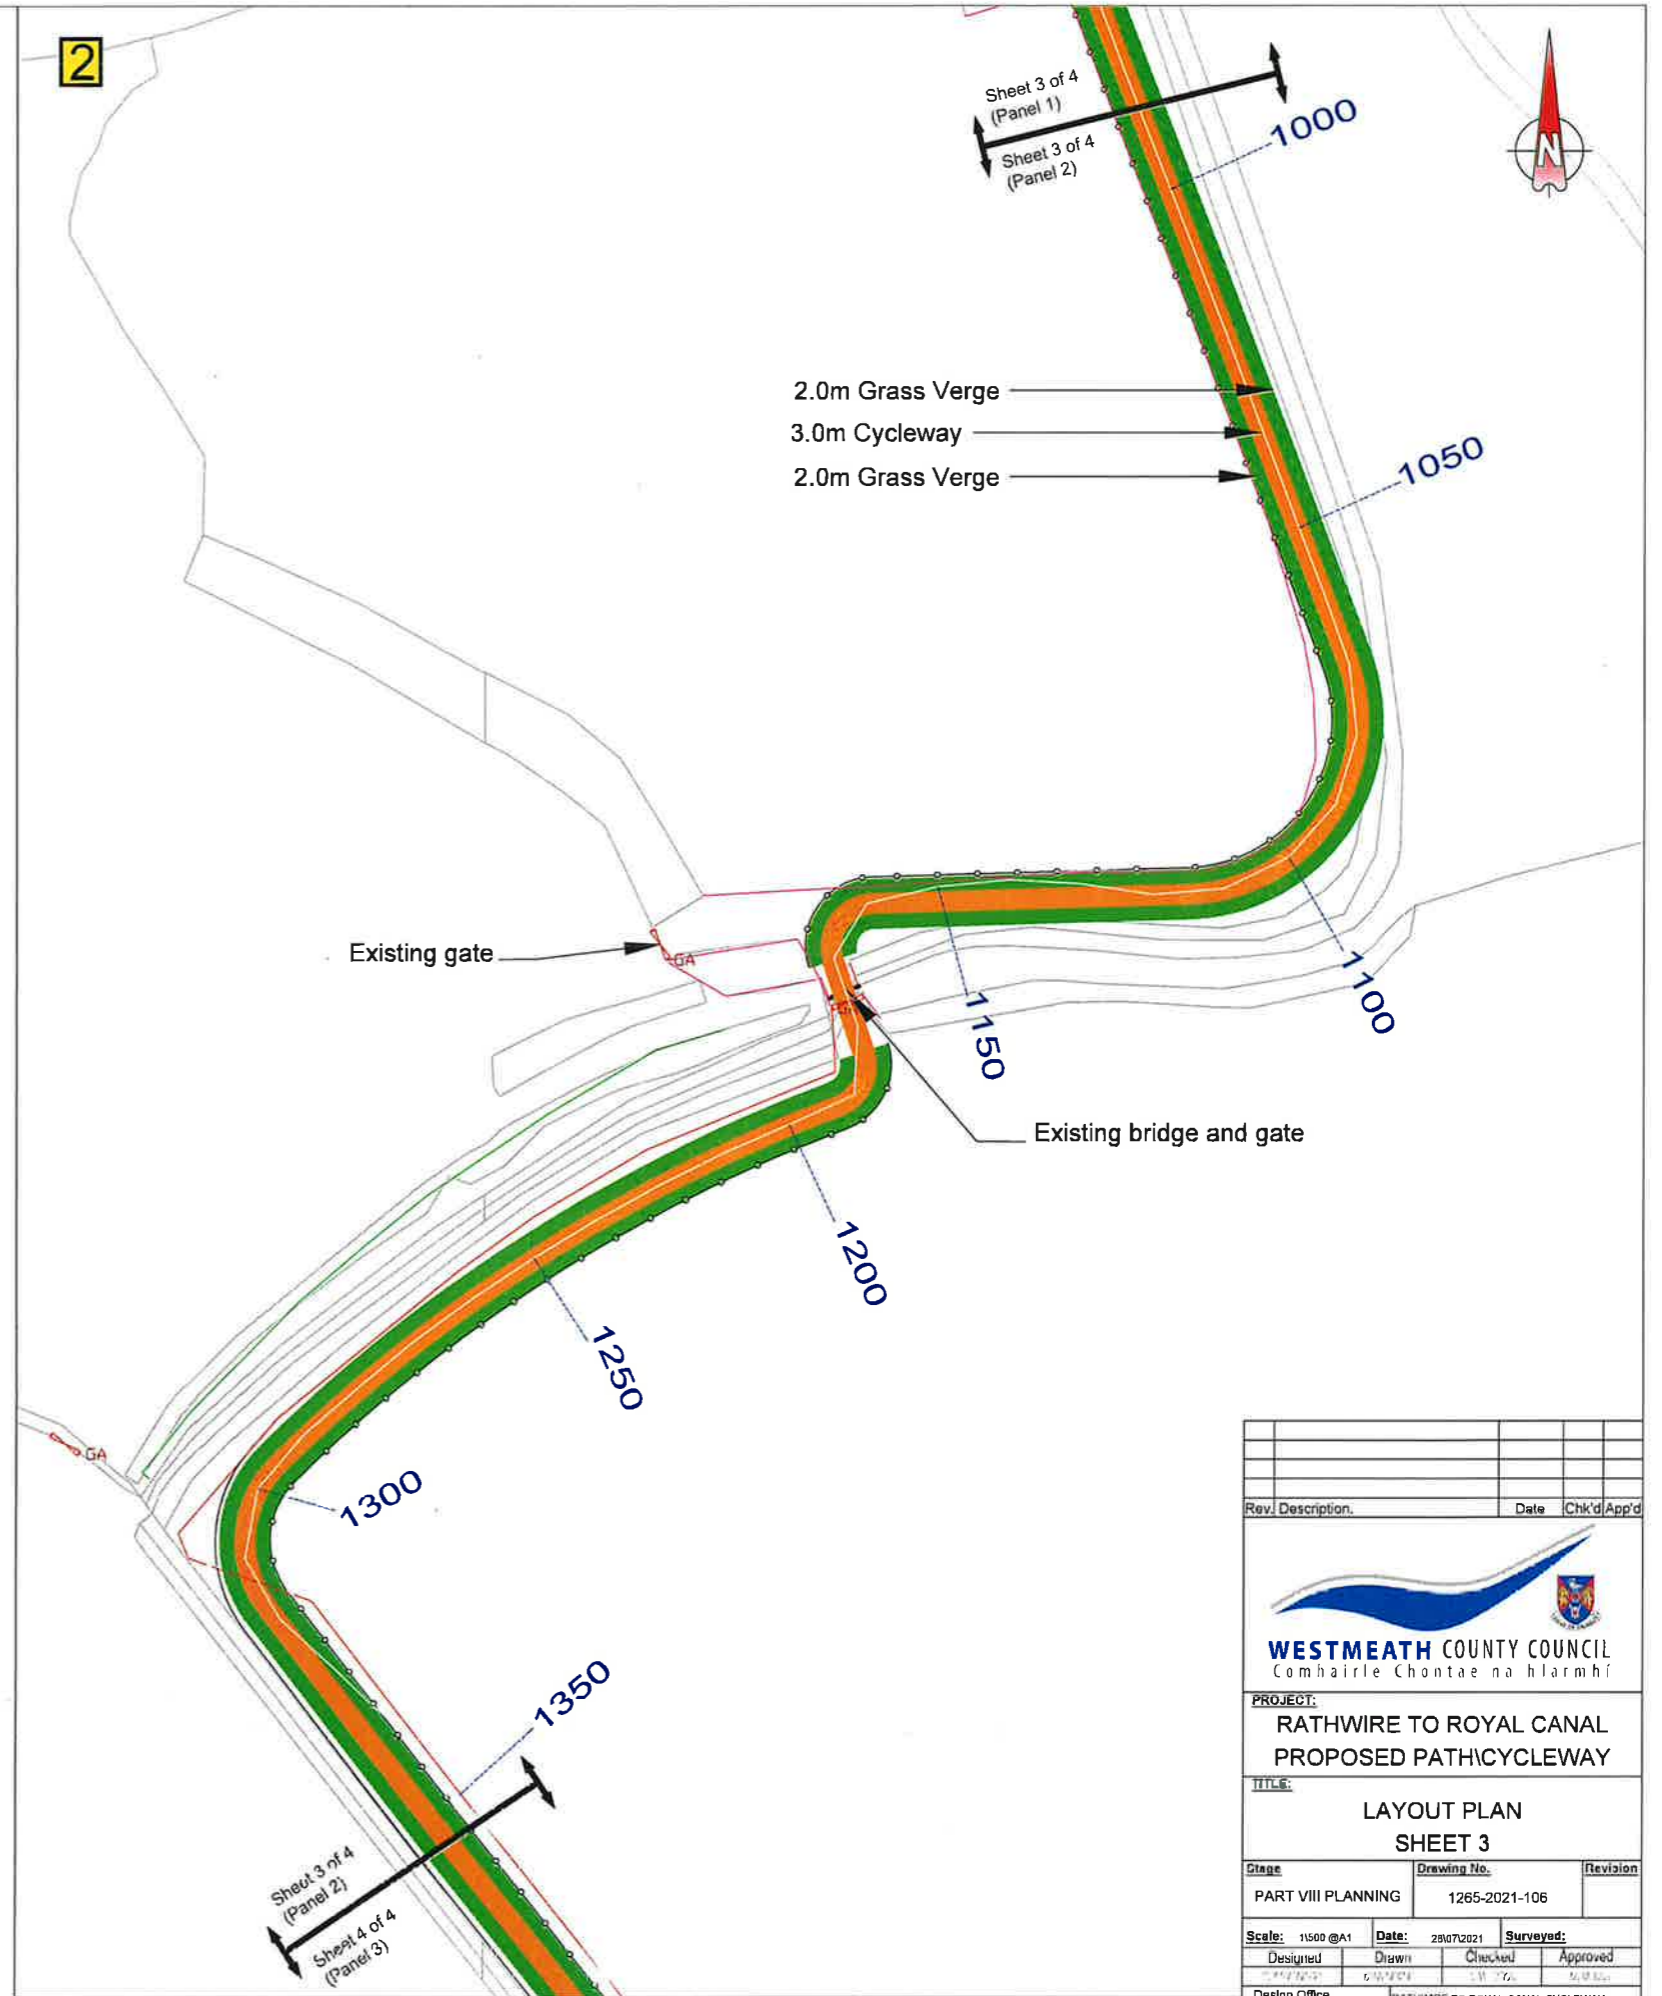 2
Sheet 3 of 4
(Panel 1)
Sheet 3 of 4
(Panel 2)
1000
N
2.0m Grass Verge
3.0m Cycleway
2.0m Grass Verge
1050
Existing gate
GA
1100
1150
Existing bridge and gate
1200
1250
GA
1300
1350
Sheet 3 of 4
(Panel 2)
Sheet 4 of 4
(Panel 3)
Rev. Description. Date Chk'd App'd
WESTMEATH COUNTY COUNCIL
Comhairle Chontae na hIarmhí
PROJECT:
RATHWIRE TO ROYAL CANAL
PROPOSED PATH\CYCLEWAY
TITLE:
LAYOUT PLAN
SHEET 3
Stage Drawing No. Revision
PART VIII PLANNING 1265-2021-106
Scale: 1\500 @A1 Date: 28\07\2021 Surveyed:
Designed Drawn Checked Approved
Design Office